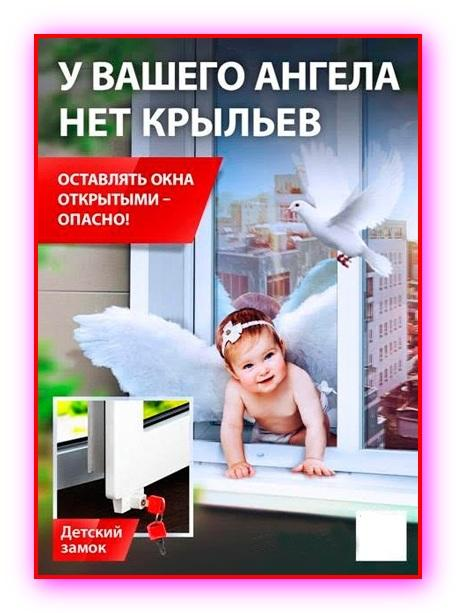 У ВАШЕГО АНГЕЛА
НЕТ КРЫЛЬЕВ
ОСТАВЛЯТЬ ОКНА
ОТКРЫТЫМИ –
ОПАСНО!
Детский
замок